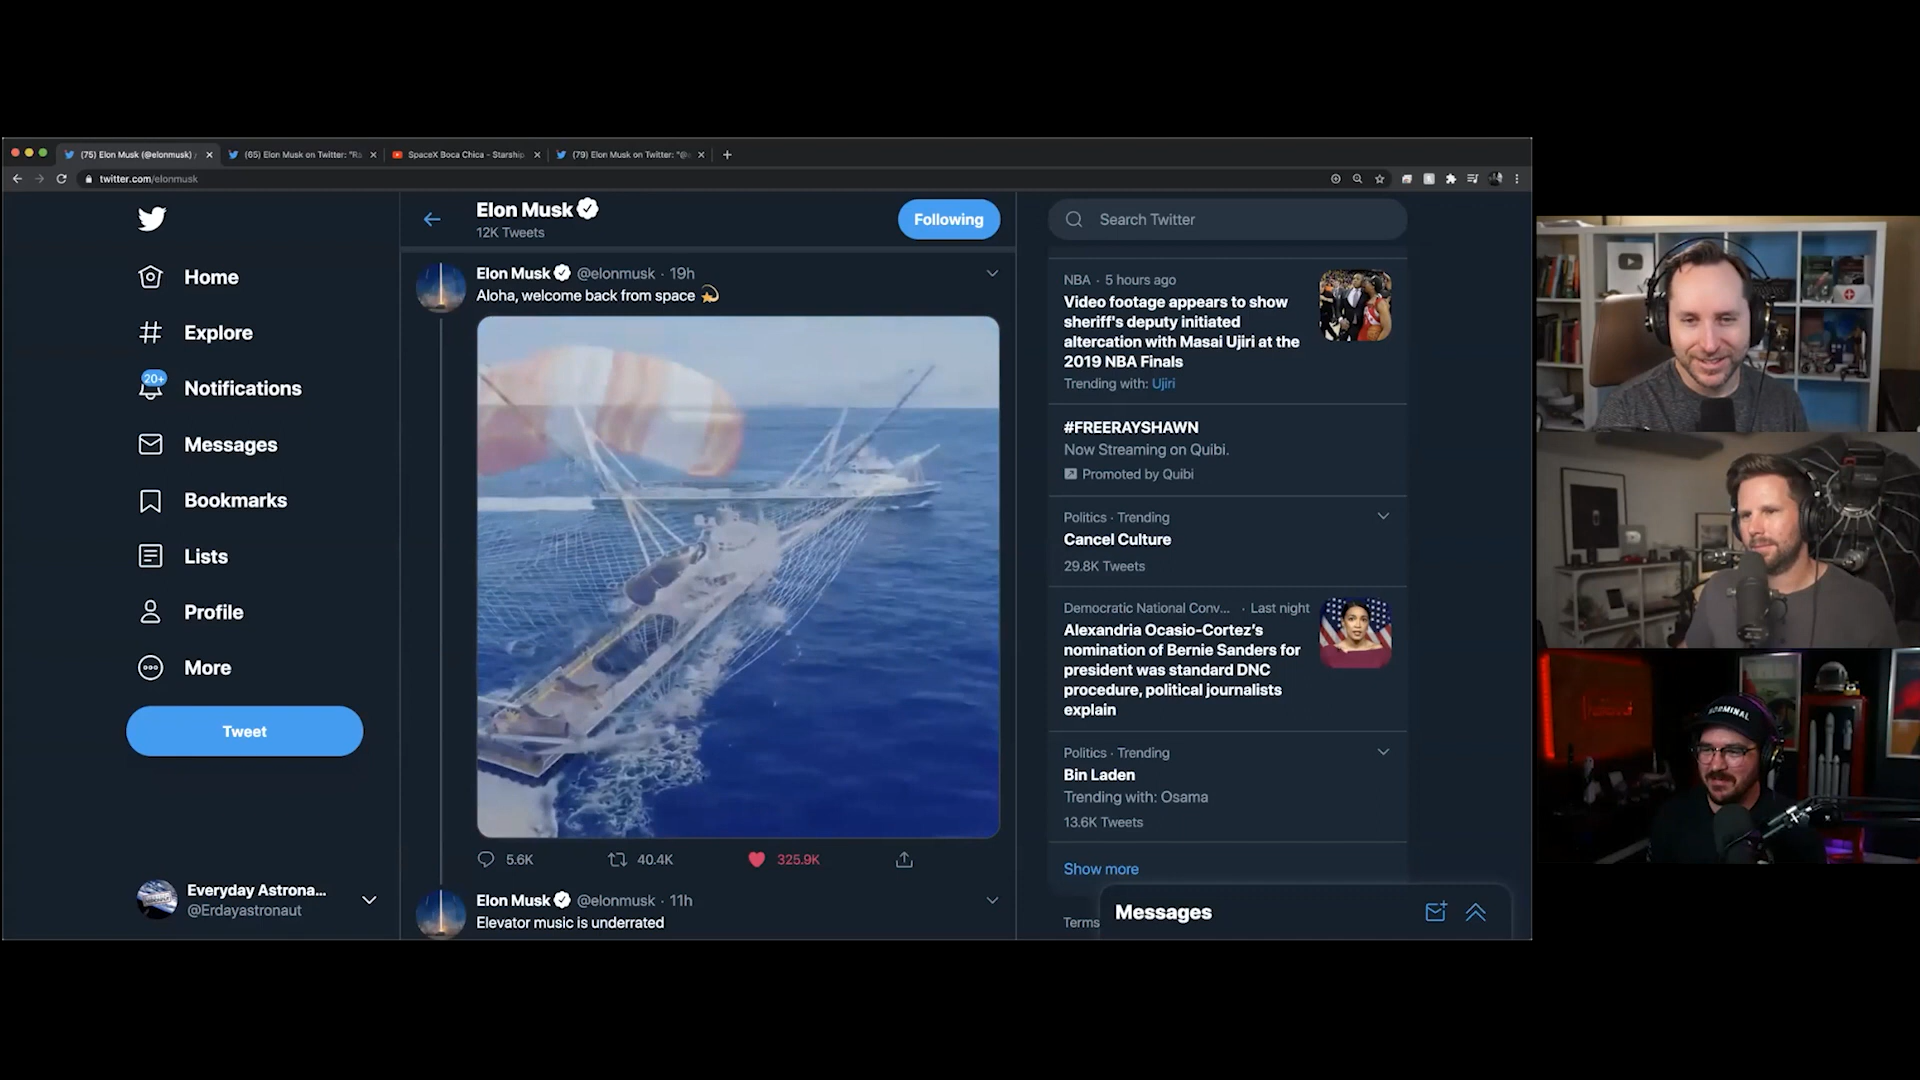 (75) Elon Musk (@elonmusk) /
(65) Elon Musk on Twitter: "Ra
SpaceX Boca Chica - Starship
(79) Elon Musk on Twitter: "@
twitter.com/elonmusk
Home
Explore
20+
Notifications
Messages
Bookmarks
Lists
Profile
More
Tweet
Everyday Astrona...
@Erdayastronaut
Elon Musk
12K Tweets
Following
Elon Musk @elonmusk · 19h
Aloha, welcome back from space 💫
5.6K
40.4K
325.9K
Elon Musk @elonmusk · 11h
Elevator music is underrated
Search Twitter
NBA · 5 hours ago
Video footage appears to show
sheriff's deputy initiated
altercation with Masai Ujiri at the
2019 NBA Finals
Trending with: Ujiri
#FREERAYSHAWN
Now Streaming on Quibi.
Promoted by Quibi
Politics · Trending
Cancel Culture
29.8K Tweets
Democratic National Conv... · Last night
Alexandria Ocasio-Cortez's
nomination of Bernie Sanders for
president was standard DNC
procedure, political journalists
explain
Politics · Trending
Bin Laden
Trending with: Osama
13.6K Tweets
Show more
Terms
Messages
NORMINAL